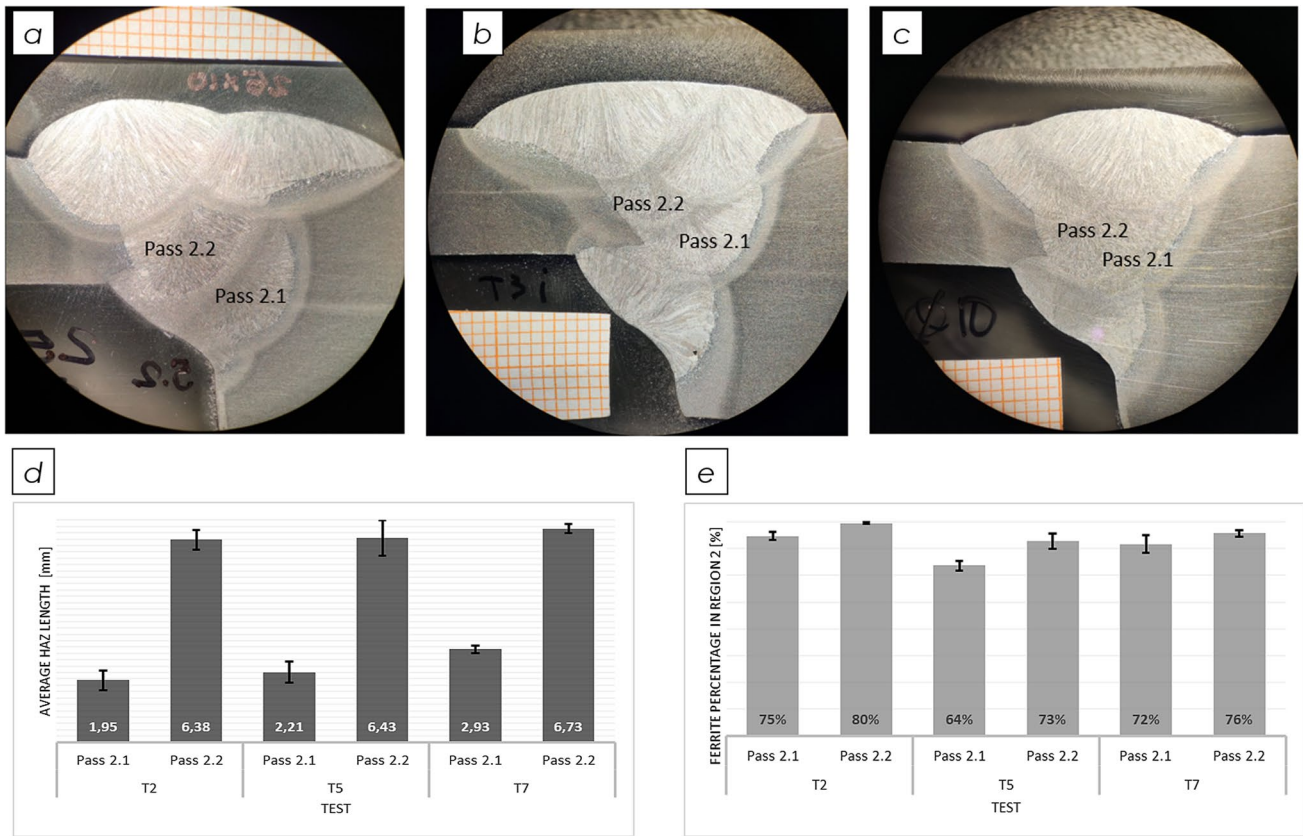 a
b
c
Pass 2.2
Pass 2.1
Pass 2.2
Pass 2.1
T3 i
Pass 2.2
Pass 2.1
d
AVERAGE HAZ LENGTH [mm]
1,95
6,38
2,21
6,43
2,93
6,73
Pass 2.1
Pass 2.2
Pass 2.1
Pass 2.2
Pass 2.1
Pass 2.2
T2
T5
T7
TEST
e
FERRITE PERCENTAGE IN REGION 2 [%]
75%
80%
64%
73%
72%
76%
Pass 2.1
Pass 2.2
Pass 2.1
Pass 2.2
Pass 2.1
Pass 2.2
T2
T5
T7
TEST